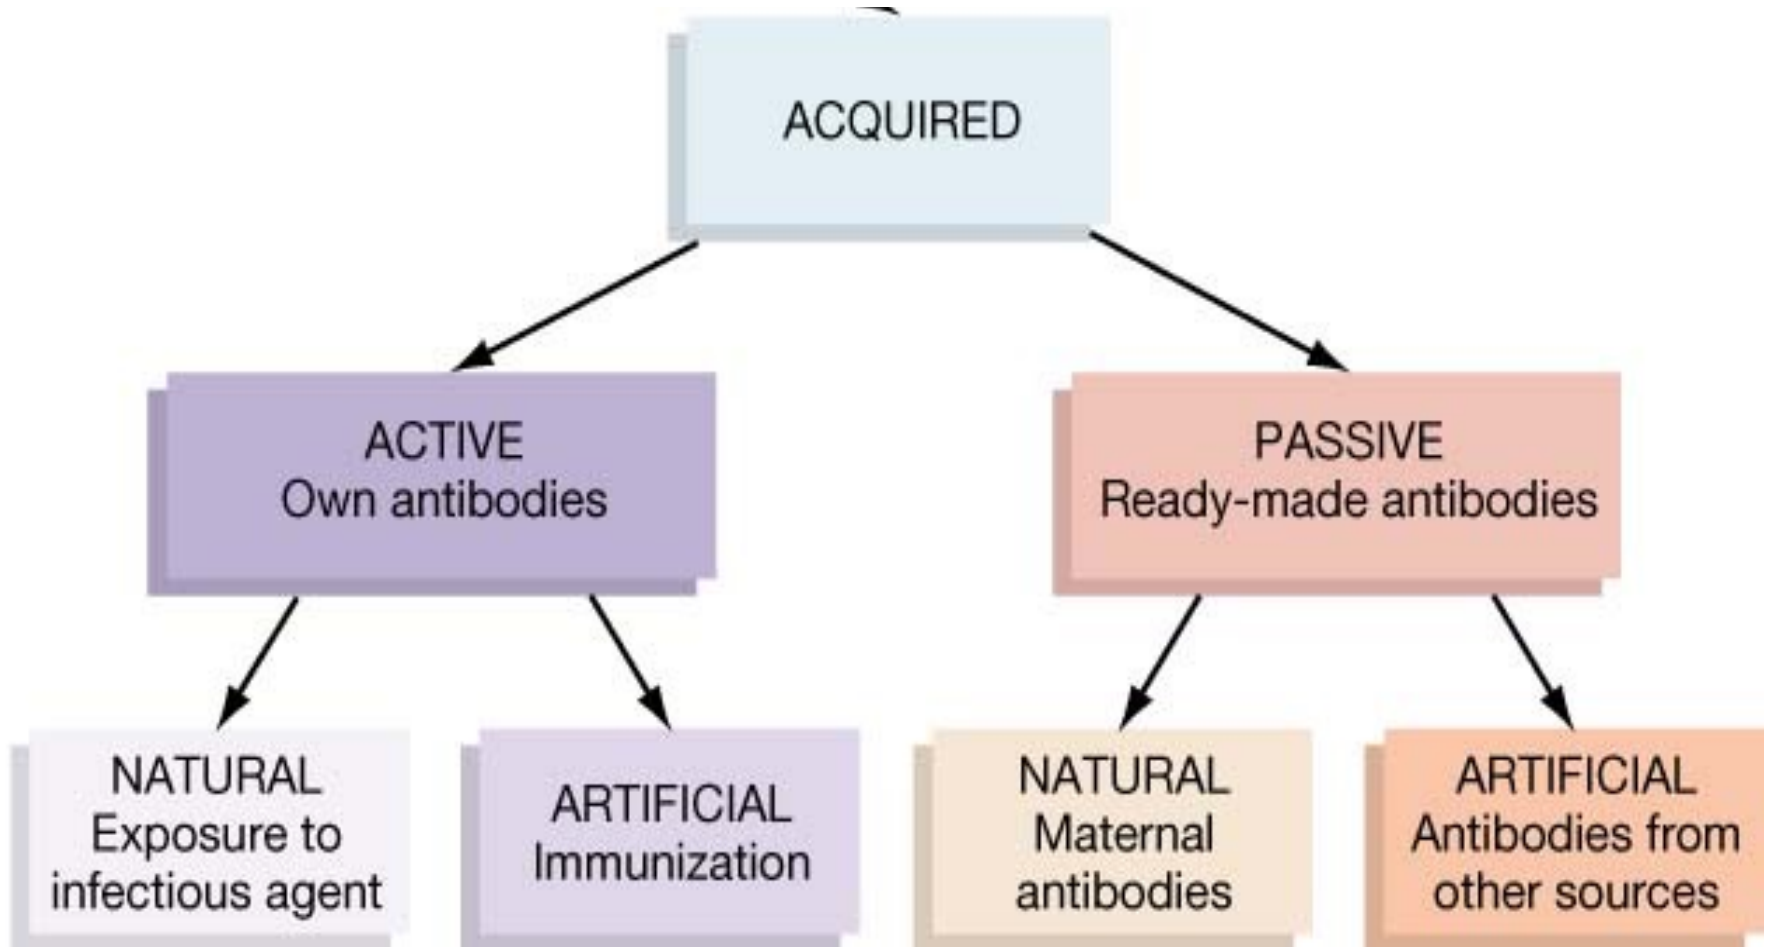 ACQUIRED
ACTIVE
Own antibodies
PASSIVE
Ready-made antibodies
NATURAL
Exposure to
infectious agent
ARTIFICIAL
Immunization
NATURAL
Maternal
antibodies
ARTIFICIAL
Antibodies from
other sources